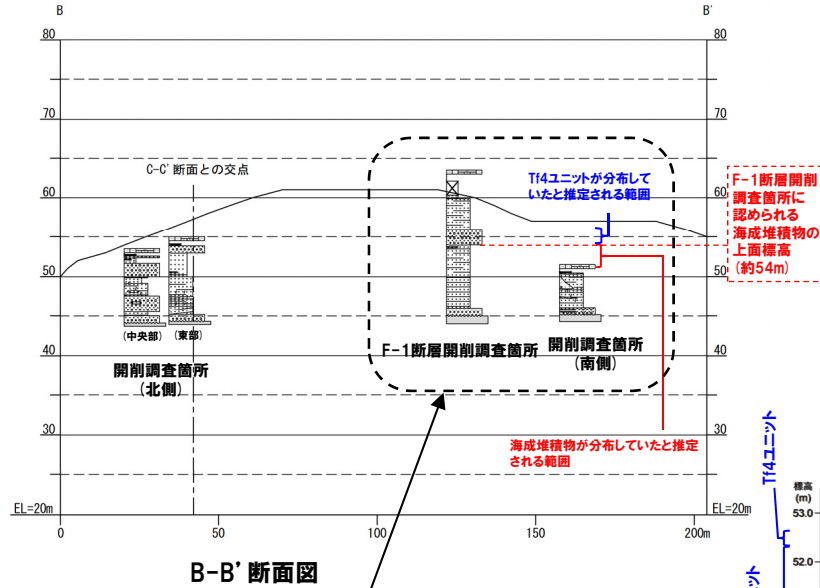 B
B'
80
80
70
70
C-C' 断面との交点
Tf4ユニットが分布して
いたと推定される範囲
F-1断層開削
調査箇所に
認められる
海成堆積物の
上面標高
(約54m)
60
60
50
50
(中央部)
(東部)
開削調査箇所
(北側)
F-1断層開削調査箇所
開削調査箇所
(南側)
40
40
30
30
海成堆積物が分布していたと推定
される範囲
EL=20m
EL=20m
0
50
100
150
200m
B-B' 断面図
Tf4ユニット
標高
(m)
53.0
52.0
ット